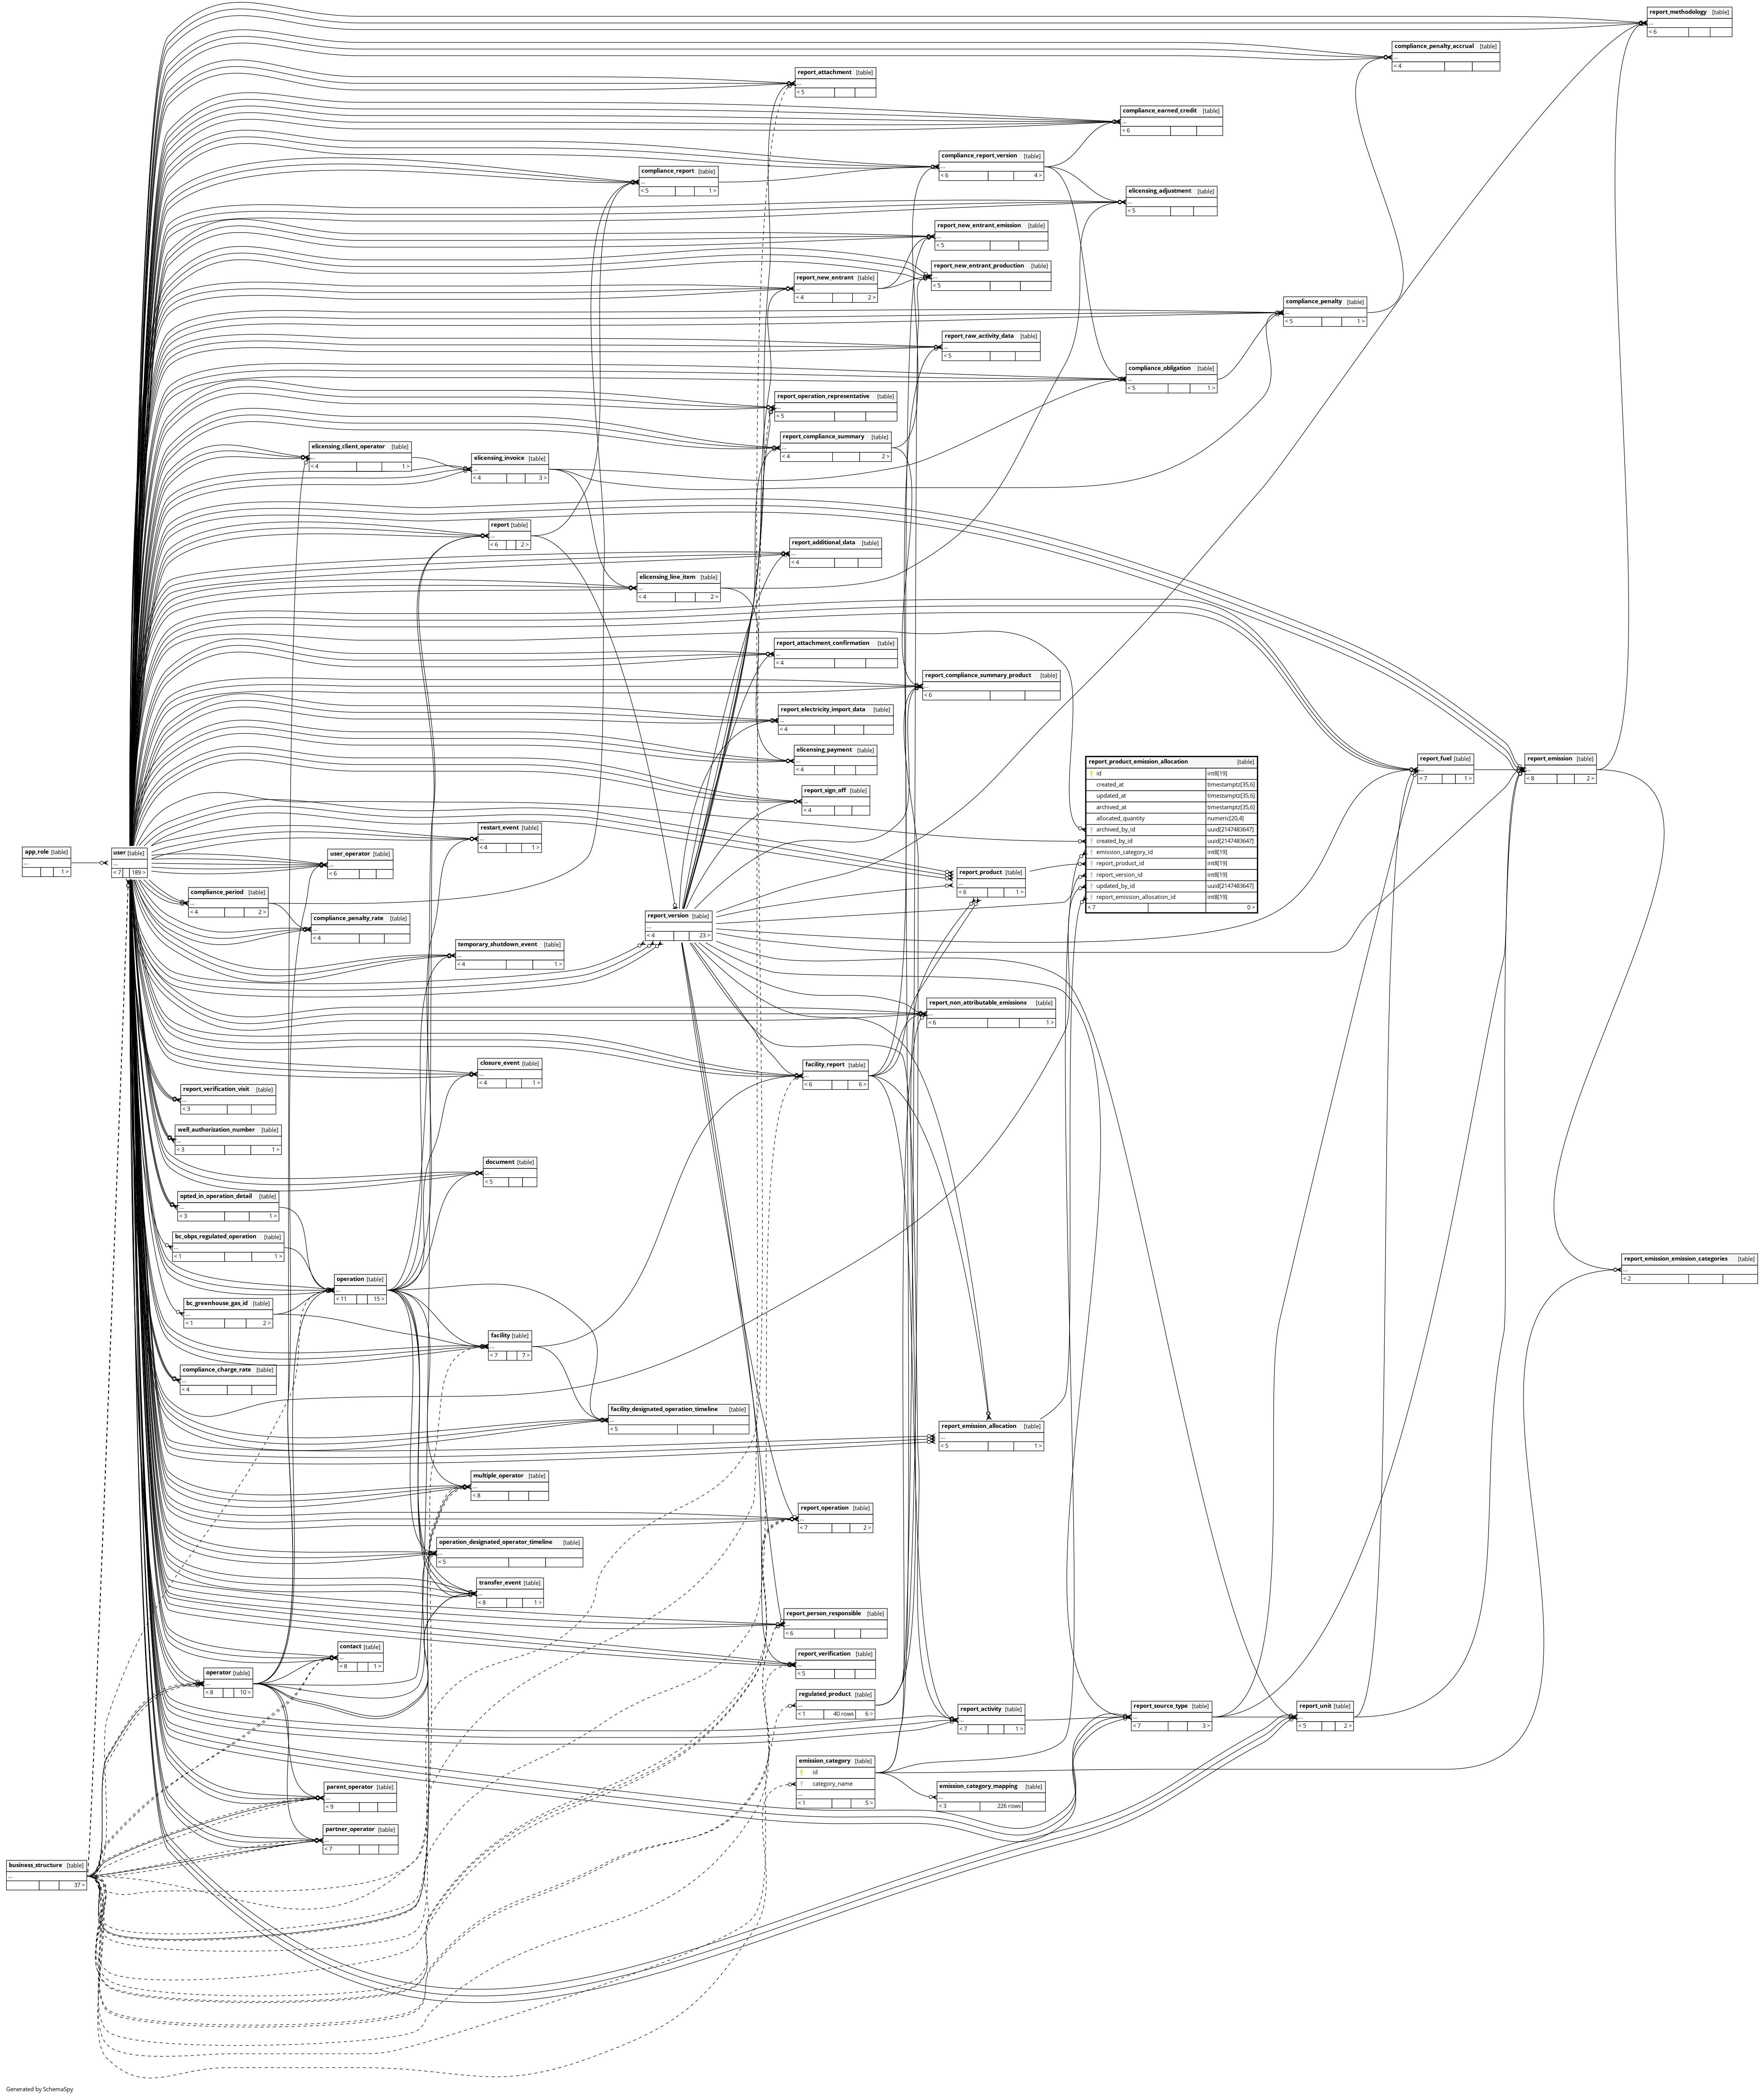 report_methodology [table]
...
< 6
compliance_penalty_accrual [table]
...
< 4
report_attachment [table]
...
< 5
compliance_earned_credit [table]
...
< 6
compliance_report_version [table]
...
< 6 4 >
compliance_report [table]
...
< 5 1 >
elicensing_adjustment [table]
...
< 5
report_new_entrant_emission [table]
...
< 5
report_new_entrant_production [table]
...
< 5
report_new_entrant [table]
...
< 4 2 >
compliance_penalty [table]
...
< 5 1 >
report_raw_activity_data [table]
...
< 5
compliance_obligation [table]
...
< 5 1 >
report_operation_representative [table]
...
< 5
report_compliance_summary [table]
...
< 4 2 >
elicensing_client_operator [table]
...
< 4 1 >
elicensing_invoice [table]
...
< 4 3 >
report [table]
...
< 6 2 >
report_additional_data [table]
...
< 4
elicensing_line_item [table]
...
< 4 2 >
report_attachment_confirmation [table]
...
< 4
report_compliance_summary_product [table]
...
< 6
report_electricity_import_data [table]
...
< 4
elicensing_payment [table]
...
< 4
report_sign_off [table]
...
< 4
report_product_emission_allocation [table]
id int8[19]
created_at timestamptz[35,6]
updated_at timestamptz[35,6]
archived_at timestamptz[35,6]
allocated_quantity numeric[20,4]
archived_by_id uuid[2147483647]
created_by_id uuid[2147483647]
emission_category_id int8[19]
report_product_id int8[19]
report_version_id int8[19]
updated_by_id uuid[2147483647]
report_emission_allocation_id int8[19]
< 7 0 >
report_fuel [table]
...
< 7 1 >
report_emission [table]
...
< 8 2 >
restart_event [table]
...
< 4 1 >
app_role [table]
...
1 >
user [table]
...
< 7 189 >
user_operator [table]
...
< 6
report_product [table]
...
< 6 1 >
compliance_period [table]
...
< 4 2 >
compliance_penalty_rate [table]
...
< 4
report_version [table]
...
< 4 23 >
temporary_shutdown_event [table]
...
< 4 1 >
report_non_attributable_emissions [table]
...
< 6 1 >
closure_event [table]
...
< 4 1 >
facility_report [table]
...
< 6 6 >
report_verification_visit [table]
...
< 3
well_authorization_number [table]
...
< 3 1 >
document [table]
...
< 5
opted_in_operation_detail [table]
...
< 3 1 >
bc_obps_regulated_operation [table]
...
< 1 1 >
report_emission_emission_categories [table]
...
< 2
operation [table]
...
< 11 15 >
bc_greenhouse_gas_id [table]
...
< 1 2 >
facility [table]
...
< 7 7 >
compliance_charge_rate [table]
...
< 4
facility_designated_operation_timeline [table]
...
< 5
report_emission_allocation [table]
...
< 5 1 >
multiple_operator [table]
...
< 8
report_operation [table]
...
< 7 2 >
operation_designated_operator_timeline [table]
...
< 5
transfer_event [table]
...
< 8 1 >
report_person_responsible [table]
...
< 6
contact [table]
...
< 8 1 >
report_verification [table]
...
< 5
operator [table]
...
< 8 10 >
regulated_product [table]
...
< 1 40 rows 6 >
report_activity [table]
...
< 7 1 >
report_source_type [table]
...
< 7 3 >
report_unit [table]
...
< 5 2 >
emission_category [table]
id
category_name
...
< 1 5 >
emission_category_mapping [table]
...
< 3 226 rows
parent_operator [table]
...
< 9
partner_operator [table]
...
< 7
business_structure [table]
...
37 >
Generated by SchemaSpy